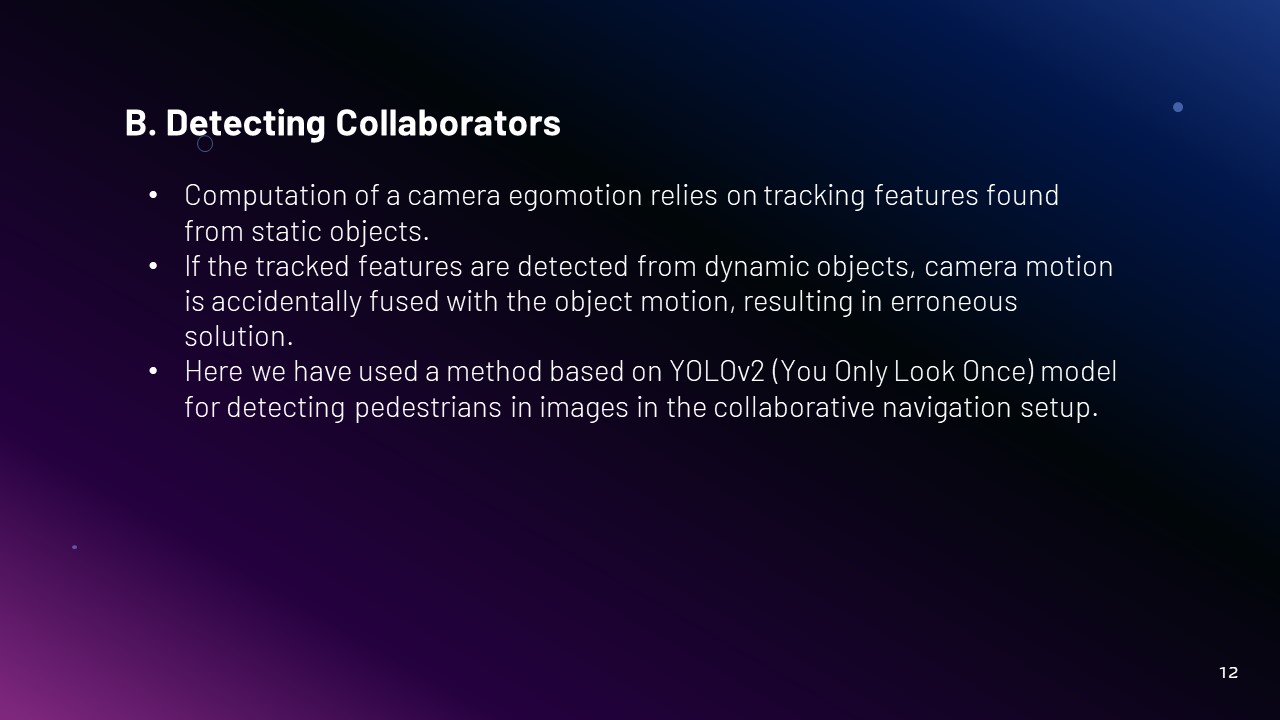 B. Detecting Collaborators
• Computation of a camera egomotion relies on tracking features found
from static objects.
• If the tracked features are detected from dynamic objects, camera motion
is accidentally fused with the object motion, resulting in erroneous
solution.
• Here we have used a method based on YOLOv2 (You Only Look Once) model
for detecting pedestrians in images in the collaborative navigation setup.
12